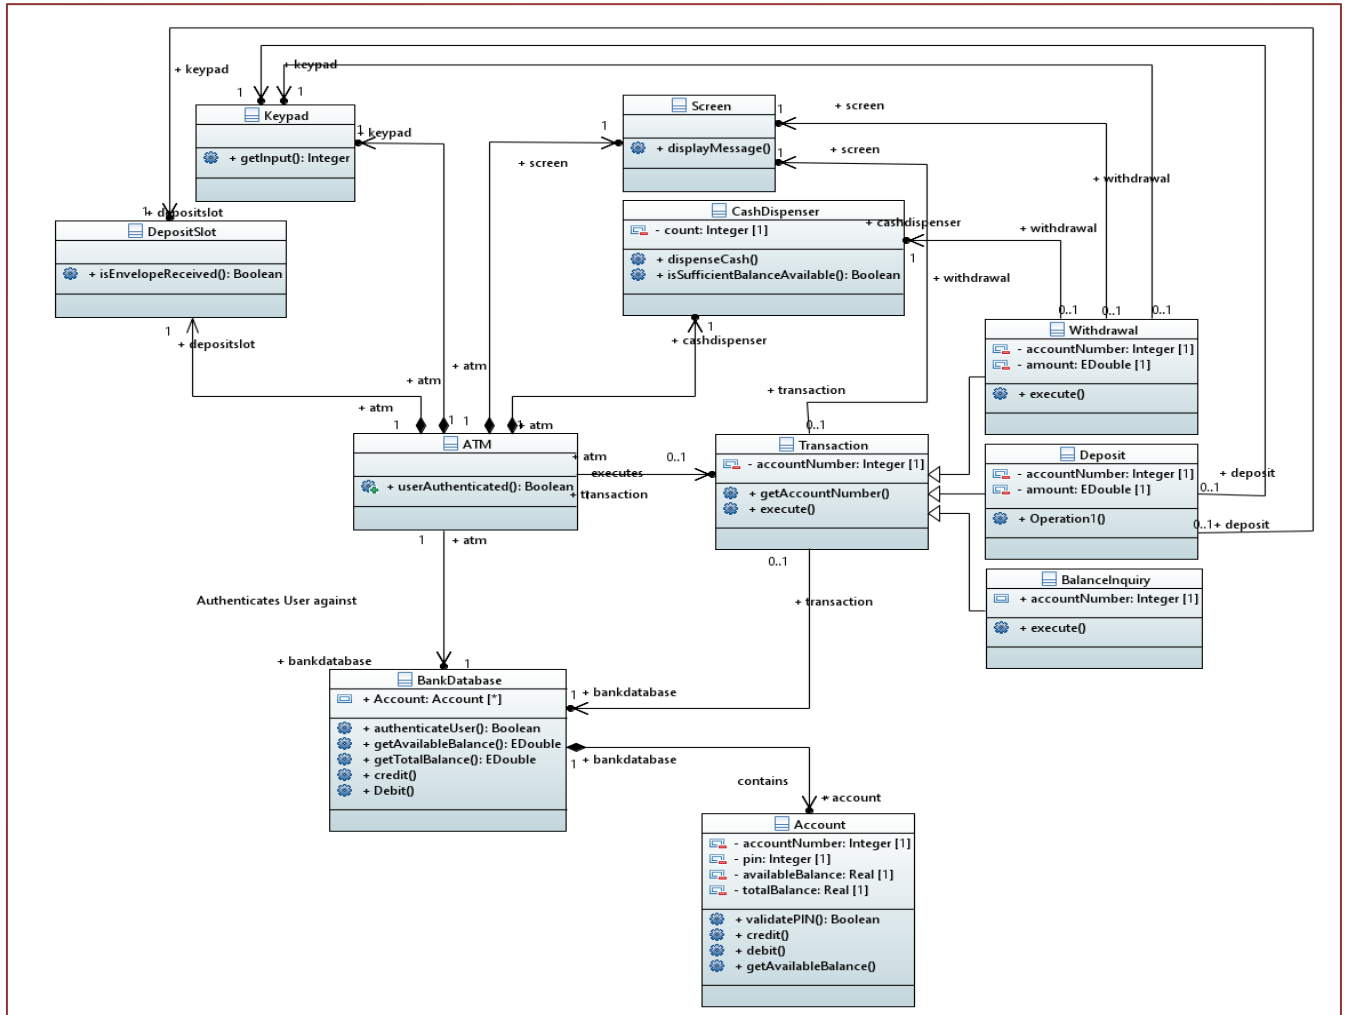 + keypad
+ keypad
1
1
Keypad
+ getInput(): Integer
1
+ keypad
1
+ depositslot
DepositSlot
+ isEnvelopeReceived(): Boolean
1
+ depositslot
1
+ screen
Screen
+ displayMessage()
1
+ screen
1
+ screen
+ withdrawal
CashDispenser
- count: Integer [1]
+ dispenseCash()
+ isSufficientBalanceAvailable(): Boolean
+ cashdispenser
1
+ withdrawal
+ withdrawal
1
+ cashdispenser
0..1
0..1
0..1
Withdrawal
- accountNumber: Integer [1]
- amount: EDouble [1]
+ execute()
+ atm
+ atm
+ atm
1
1
1
1
+ atm
ATM
+ userAuthenticated(): Boolean
+ atm
0..1
executes
+ transaction
+ transaction
0..1
Transaction
- accountNumber: Integer [1]
+ getAccountNumber()
+ execute()
Deposit
- accountNumber: Integer [1]
- amount: EDouble [1]
+ Operation1()
+ deposit
0..1
0..1
+ deposit
BalanceInquiry
+ accountNumber: Integer [1]
+ execute()
1
+ atm
0..1
+ transaction
Authenticates User against
+ bankdatabase
1
BankDatabase
+ Account: Account [*]
+ authenticateUser(): Boolean
+ getAvailableBalance(): EDouble
+ getTotalBalance(): EDouble
+ credit()
+ Debit()
1
+ bankdatabase
1
+ bankdatabase
contains
*
+ account
Account
- accountNumber: Integer [1]
- pin: Integer [1]
- availableBalance: Real [1]
- totalBalance: Real [1]
+ validatePIN(): Boolean
+ credit()
+ debit()
+ getAvailableBalance()